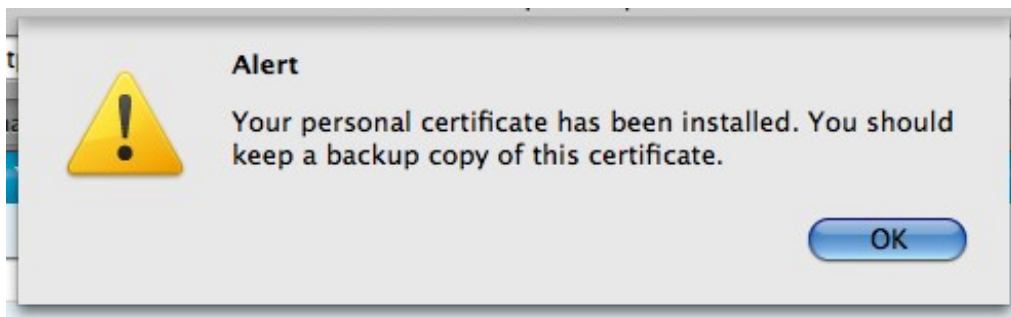 Alert
Your personal certificate has been installed. You should
keep a backup copy of this certificate.
OK